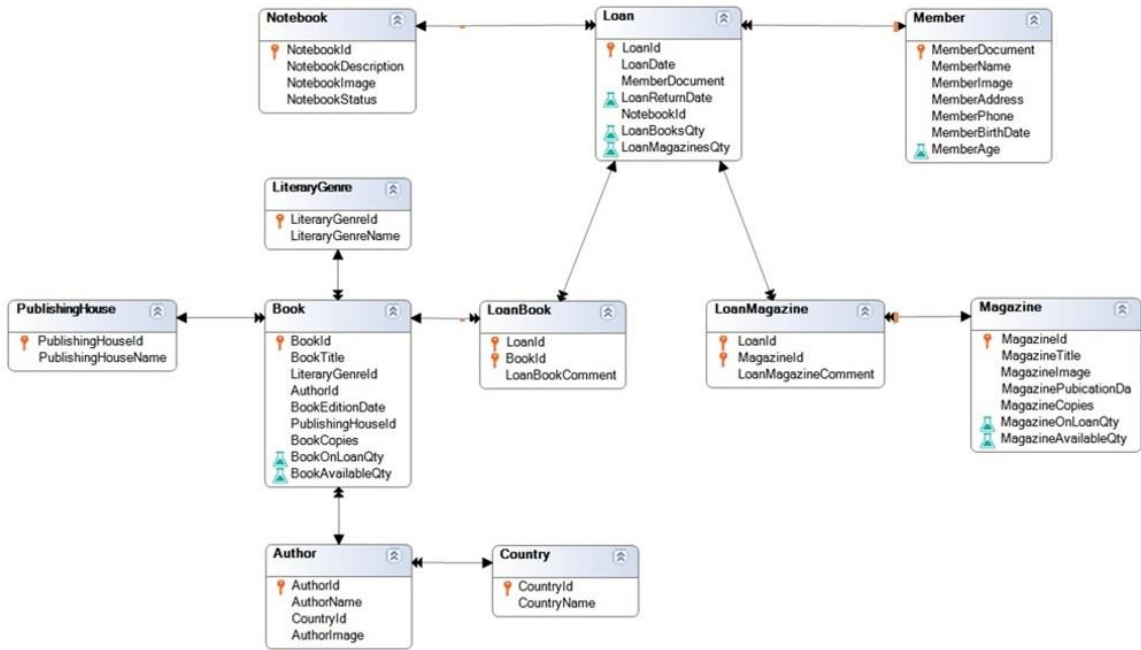 Notebook
NotebookId
NotebookDescription
NotebookImage
NotebookStatus
Loan
LoanId
LoanDate
MemberDocument
LoanReturnDate
NotebookId
LoanBooksQty
LoanMagazinesQty
Member
MemberDocument
MemberName
MemberImage
MemberAddress
MemberPhone
MemberBirthDate
MemberAge
LiteraryGenre
LiteraryGenreId
LiteraryGenreName
PublishingHouse
PublishingHouseId
PublishingHouseName
Book
BookId
BookTitle
LiteraryGenreId
AuthorId
BookEditionDate
PublishingHouseId
BookCopies
BookOnLoanQty
BookAvailableQty
LoanBook
LoanId
BookId
LoanBookComment
LoanMagazine
LoanId
MagazineId
LoanMagazineComment
Magazine
MagazineId
MagazineTitle
MagazineImage
MagazinePubicationDa
MagazineCopies
MagazineOnLoanQty
MagazineAvailableQty
Author
AuthorId
AuthorName
CountryId
AuthorImage
Country
CountryId
CountryName